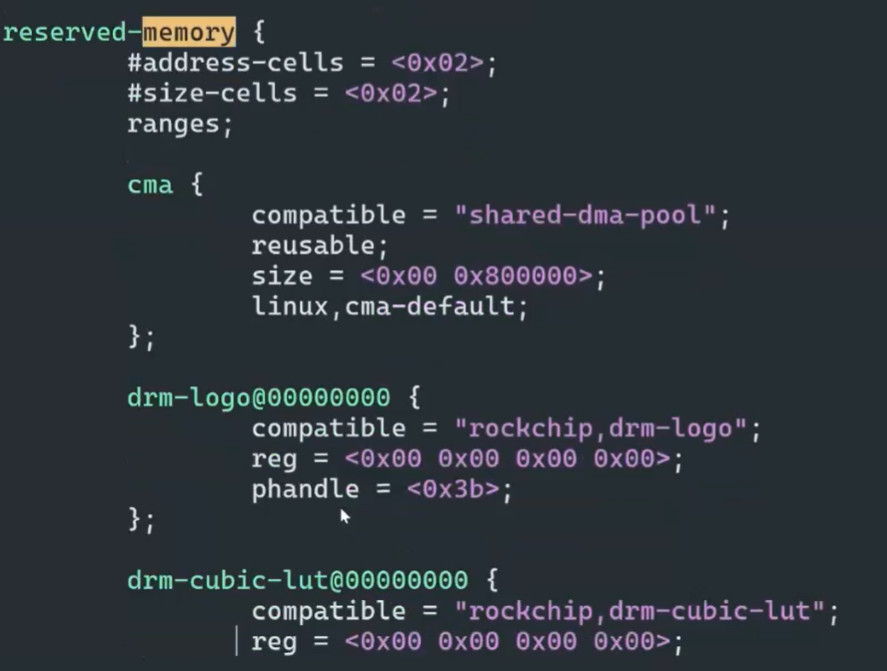 reserved-memory {
#address-cells = <0x02>;
#size-cells = <0x02>;
ranges;
cma {
compatible = "shared-dma-pool";
reusable;
size = <0x00 0x800000>;
linux,cma-default;
};
drm-logo@00000000 {
compatible = "rockchip,drm-logo";
reg = <0x00 0x00 0x00 0x00>;
phandle = <0x3b>;
};
drm-cubic-lut@00000000 {
compatible = "rockchip,drm-cubic-lut";
reg = <0x00 0x00 0x00 0x00>;